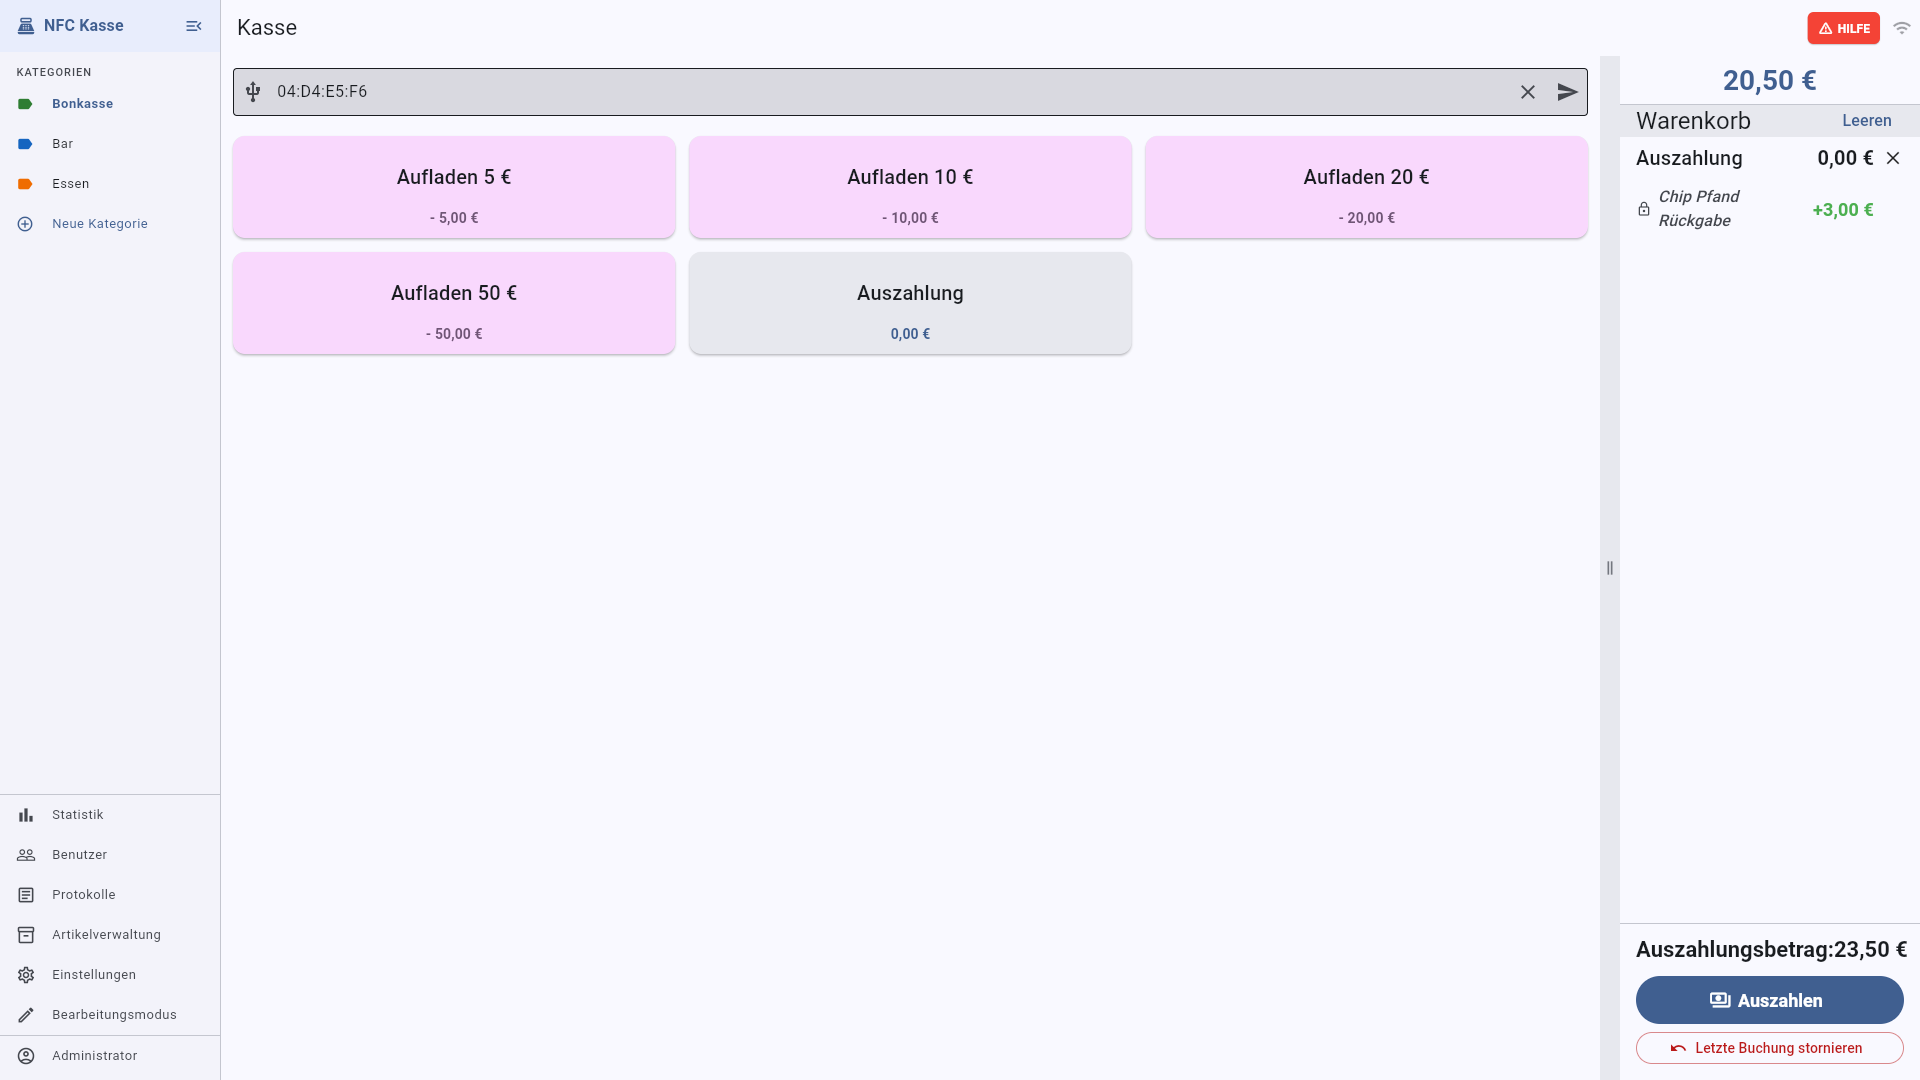 NFC Kasse
KATEGORIEN
Bonkasse
Bar
Essen
Neue Kategorie
Statistik
Benutzer
Protokolle
Artikelverwaltung
Einstellungen
Bearbeitungsmodus
Administrator
Kasse
HILFE
04:D4:E5:F6
Aufladen 5 €
- 5,00 €
Aufladen 10 €
- 10,00 €
Aufladen 20 €
- 20,00 €
Aufladen 50 €
- 50,00 €
Auszahlung
0,00 €
20,50 €
Warenkorb Leeren
Auszahlung 0,00 €
Chip Pfand
Rückgabe
+3,00 €
Auszahlungsbetrag:23,50 €
Auszahlen
Letzte Buchung stornieren